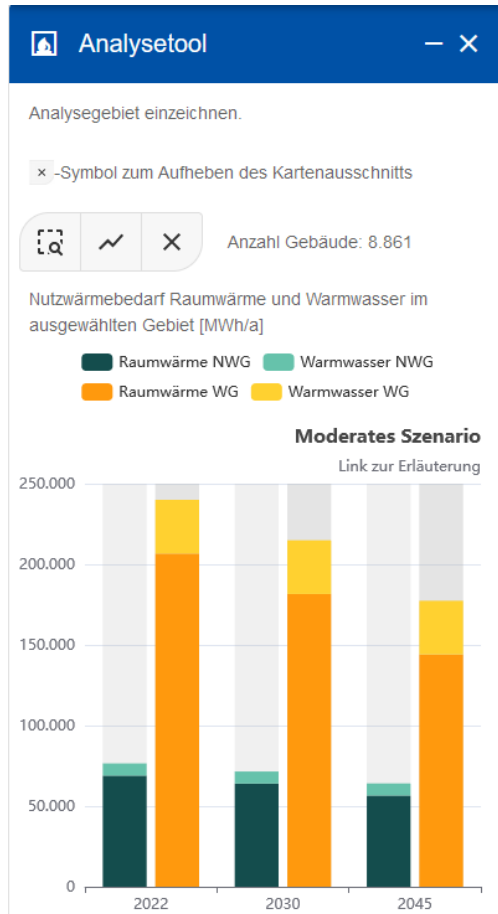 Analysetool
Analysegebiet einzeichnen.
×-Symbol zum Aufheben des Kartenausschnitts
Anzahl Gebäude: 8.861
Nutzwärmebedarf Raumwärme und Warmwasser im
ausgewählten Gebiet [MWh/a]
Raumwärme NWG Warmwasser NWG
Raumwärme WG Warmwasser WG
Moderates Szenario
Link zur Erläuterung
250.000
200.000
150.000
100.000
50.000
0
2022 2030 2045